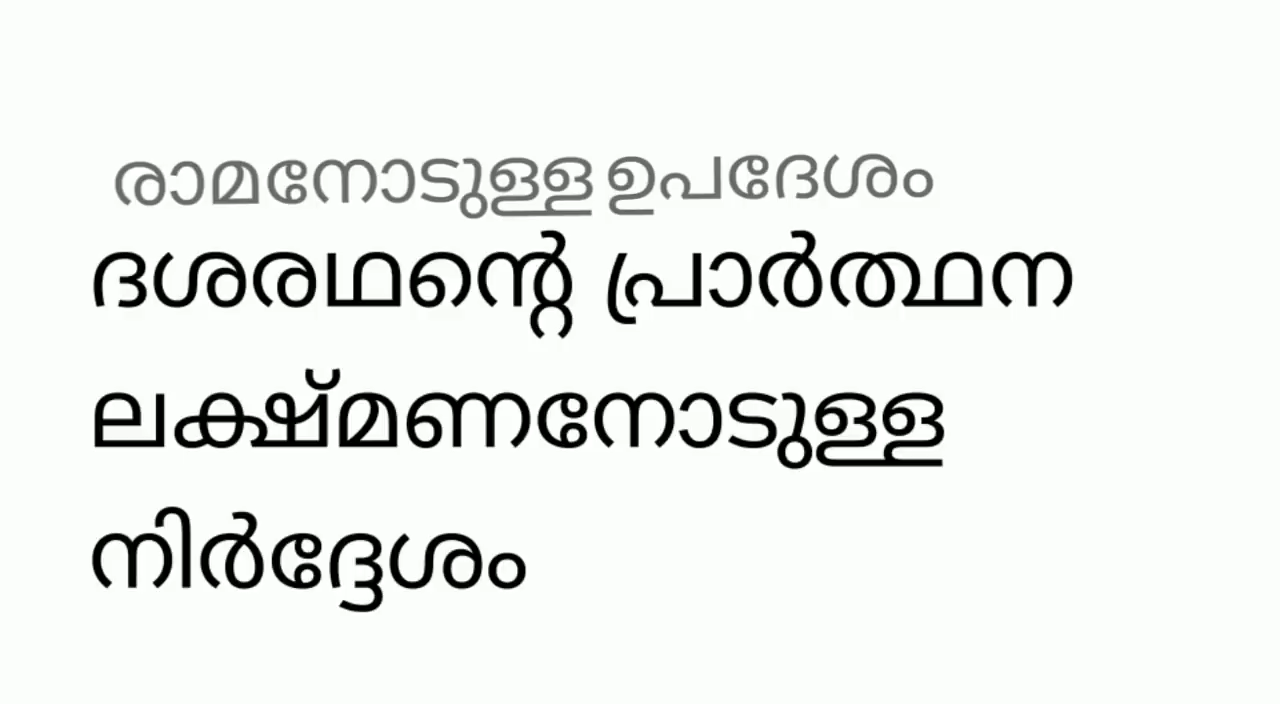 രാമനോടുള്ള ഉപദേശം
ദശരഥന്റെ പ്രാർത്ഥന
ലക്ഷ്മണനോടുള്ള
നിർദ്ദേശം